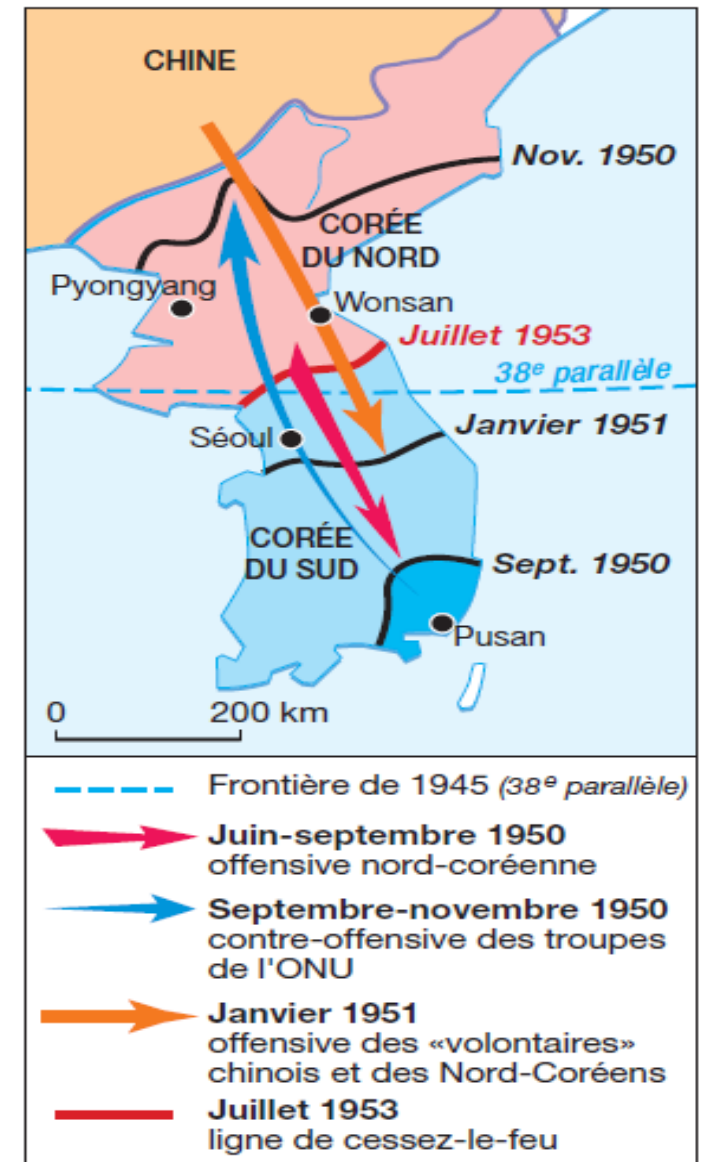 CHINE
Nov. 1950
CORÉE
DU NORD
Pyongyang
Wonsan
Juillet 1953
38e parallèle
Séoul
Janvier 1951
CORÉE
DU SUD
Sept. 1950
Pusan
0 200 km
Frontière de 1945 (38e parallèle)
Juin-septembre 1950
offensive nord-coréenne
Septembre-novembre 1950
contre-offensive des troupes
de l'ONU
Janvier 1951
offensive des «volontaires»
chinois et des Nord-Coréens
Juillet 1953
ligne de cessez-le-feu